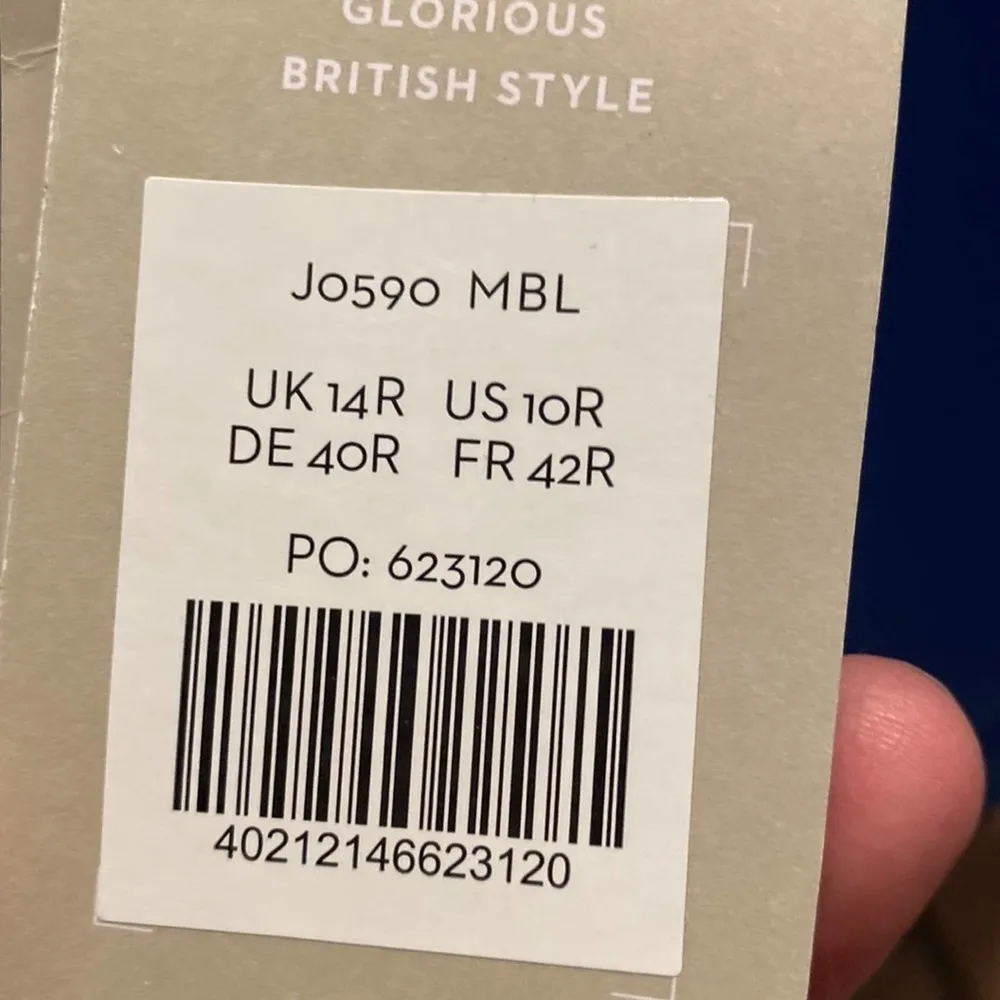 GLORIOUS
BRITISH STYLE
J0590 MBL
UK 14R US 10R
DE 40R FR 42R
PO: 623120
40212146623120